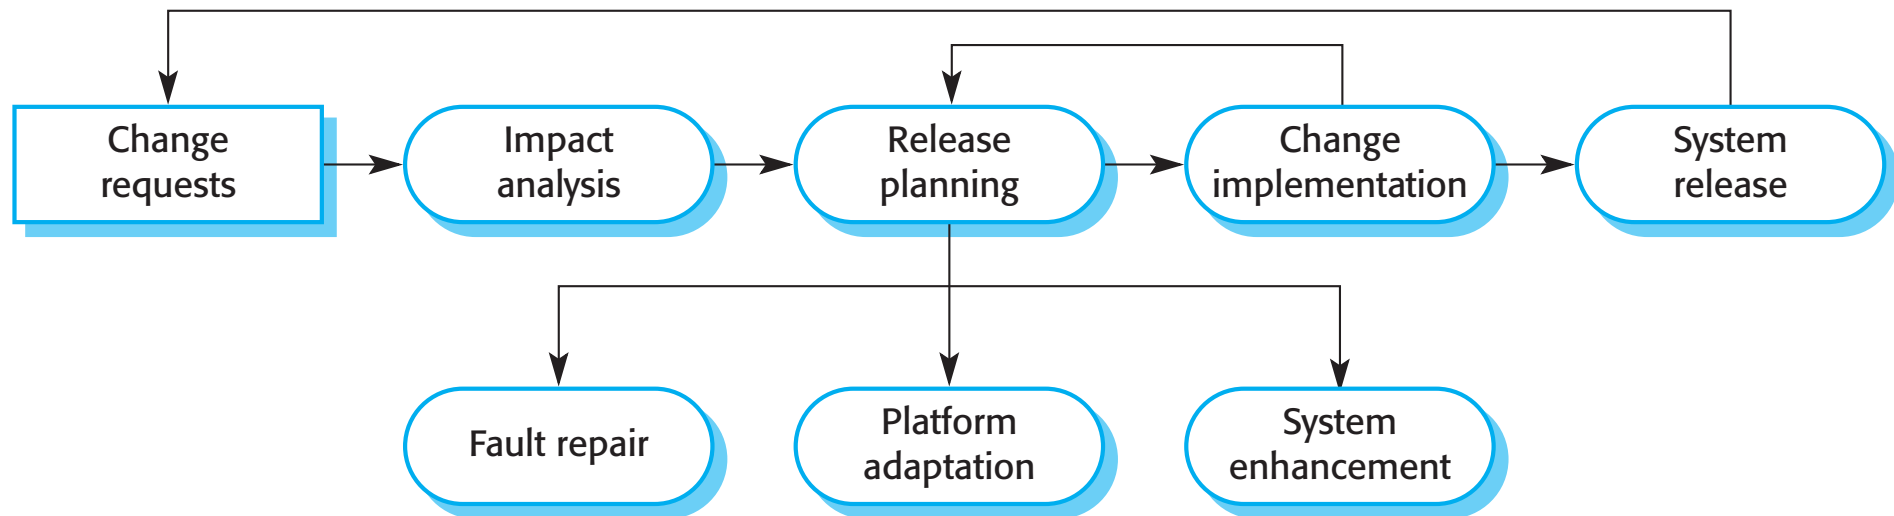 Change
requests
Impact
analysis
Release
planning
Change
implementation
System
release
Fault repair
Platform
adaptation
System
enhancement